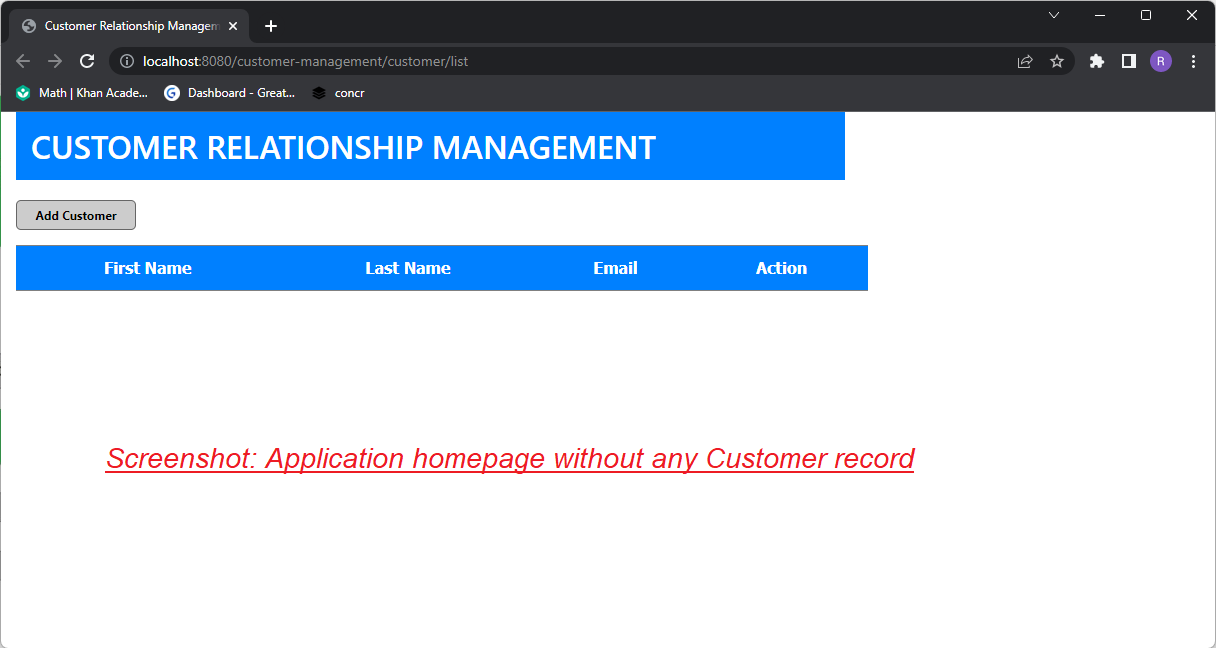 Customer Relationship Managem
localhost:8080/customer-management/customer/list
R
Math | Khan Acade...
G Dashboard - Great...
concr
CUSTOMER RELATIONSHIP MANAGEMENT
Add Customer
First Name Last Name Email Action
Screenshot: Application homepage without any Customer record